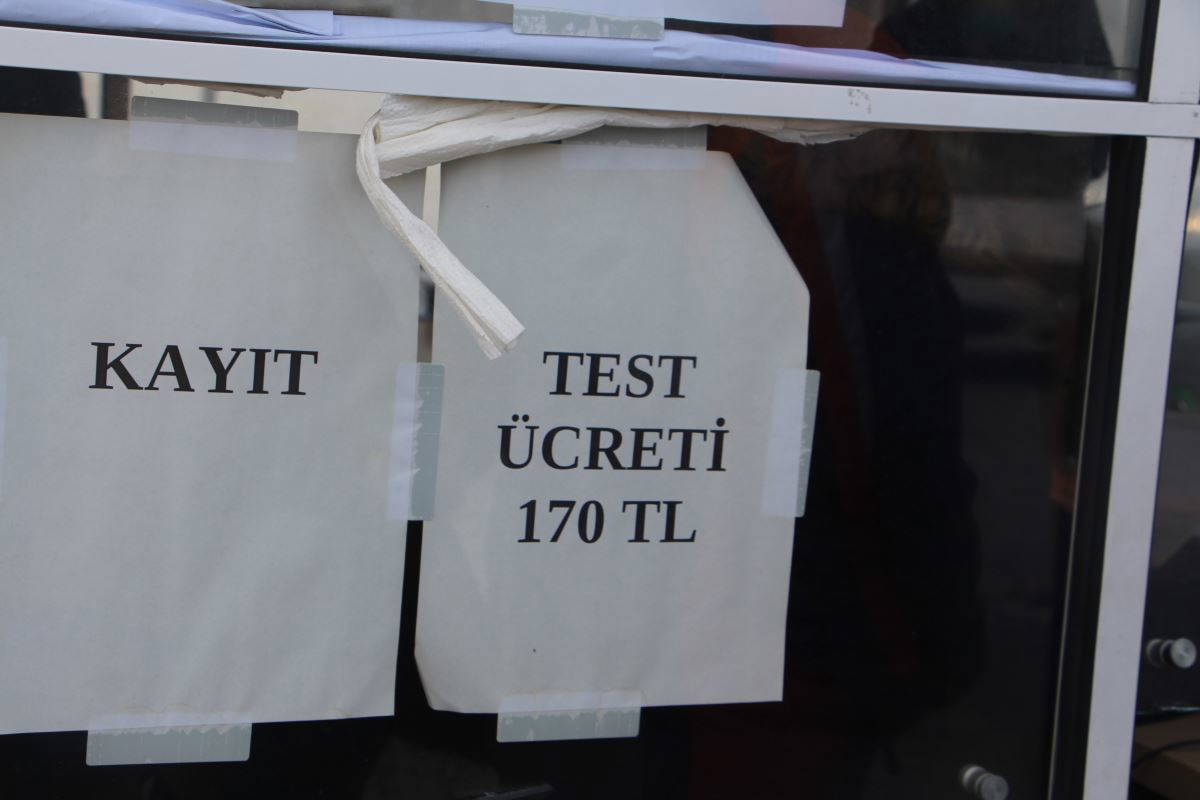 KAYIT
TEST
ÜCRETİ
170 TL